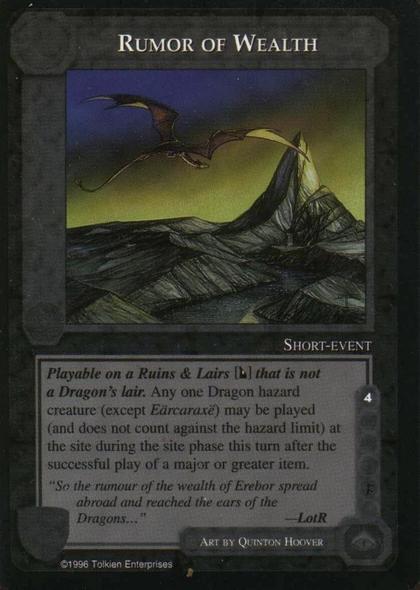 RUMOR OF WEALTH
SHORT-EVENT
Playable on a Ruins & Lairs [] that is not
a Dragon's lair. Any one Dragon hazard
creature (except Eärcaraxë) may be played
(and does not count against the hazard limit) at
the site during the site phase this turn after the
successful play of a major or greater item.
4
F
"So the rumour of the wealth of Erebor spread
abroad and reached the ears of the
Dragons..." —LotR
ART BY QUINTON HOOVER
©1996 Tolkien Enterprises